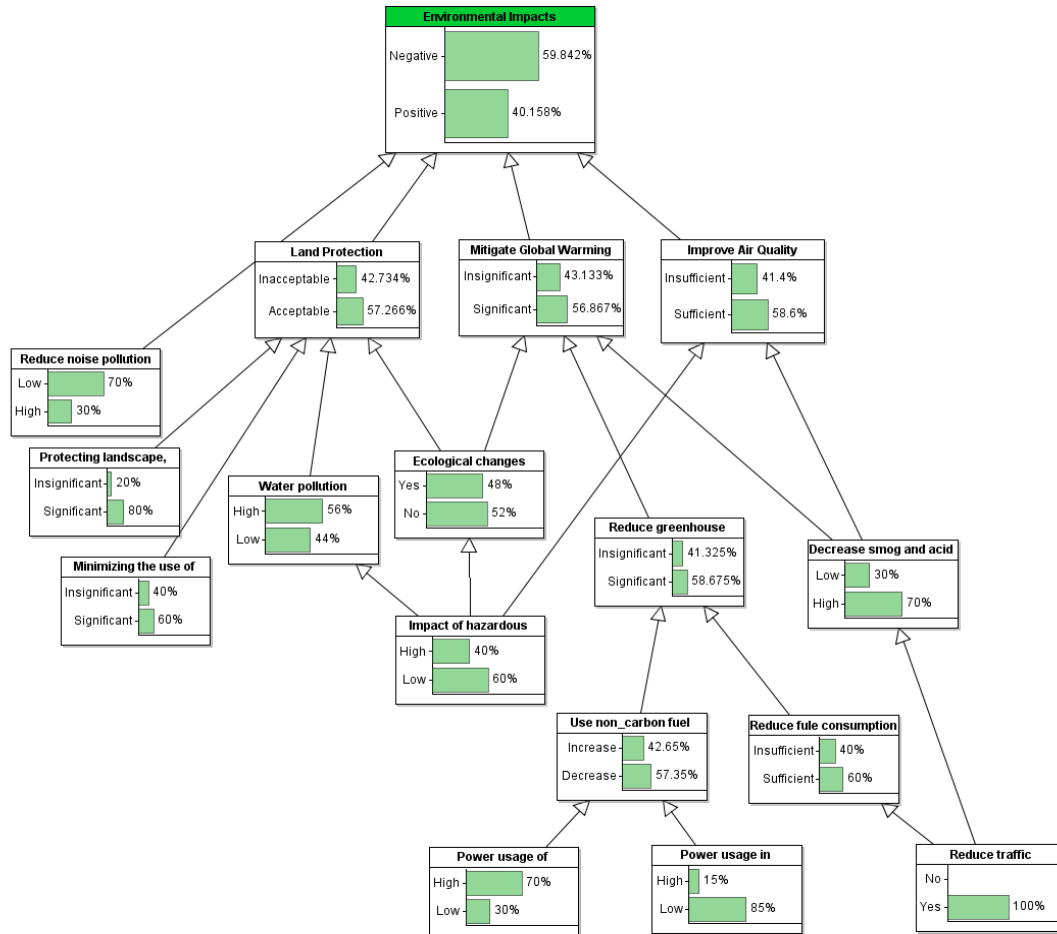 Environmental Impacts
Negative 59.842%
Positive 40.158%
Land Protection
Inacceptable 42.734%
Acceptable 57.266%
Mitigate Global Warming
Insignificant 43.133%
Significant 56.867%
Improve Air Quality
Insufficient 41.4%
Sufficient 58.6%
Reduce noise pollution
Low 70%
High 30%
Protecting landscape,
Insignificant 20%
Significant 80%
Water pollution
High 56%
Low 44%
Ecological changes
Yes 48%
No 52%
Reduce greenhouse
Insignificant 41.325%
Significant 58.675%
Decrease smog and acid
Low 30%
High 70%
Minimizing the use of
Insignificant 40%
Significant 60%
Impact of hazardous
High 40%
Low 60%
Use non_carbon fuel
Increase 42.65%
Decrease 57.35%
Reduce fule consumption
Insufficient 40%
Sufficient 60%
Power usage of
High 70%
Low 30%
Power usage in
High 15%
Low 85%
Reduce traffic
No
Yes 100%